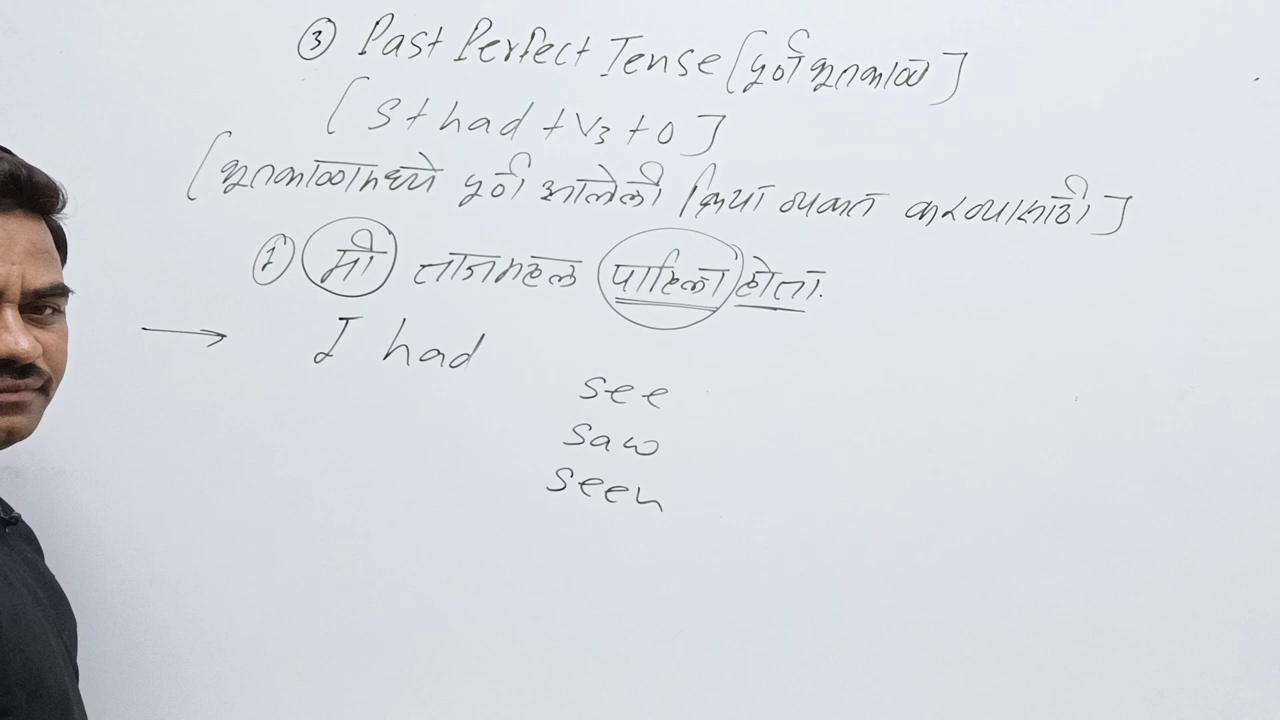 ③ Past Perfect Tense [पूर्ण भूतकाळ]
[S + had + V₃ + O]
[भूतकाळामध्ये पूर्ण झालेली क्रिया व्यक्त करण्यासाठी]
① मी ताजमहल पाहिला होता.
→ I had
see
saw
seen